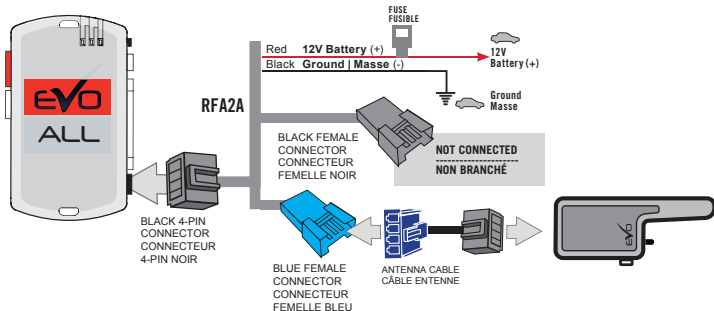 FUSE
FUSIBLE
Red 12V Battery (+)
Black Ground | Masse (-)
12V
Battery (+)
Ground
Masse
EVO
ALL
RFA2A
BLACK FEMALE
CONNECTOR
CONNECTEUR
FEMELLE NOIR
NOT CONNECTED
NON BRANCHÉ
BLACK 4-PIN
CONNECTOR
CONNECTEUR
4-PIN NOIR
BLUE FEMALE
CONNECTOR
CONNECTEUR
FEMELLE BLEU
ANTENNA CABLE
CÂBLE ENTENNE
EVO